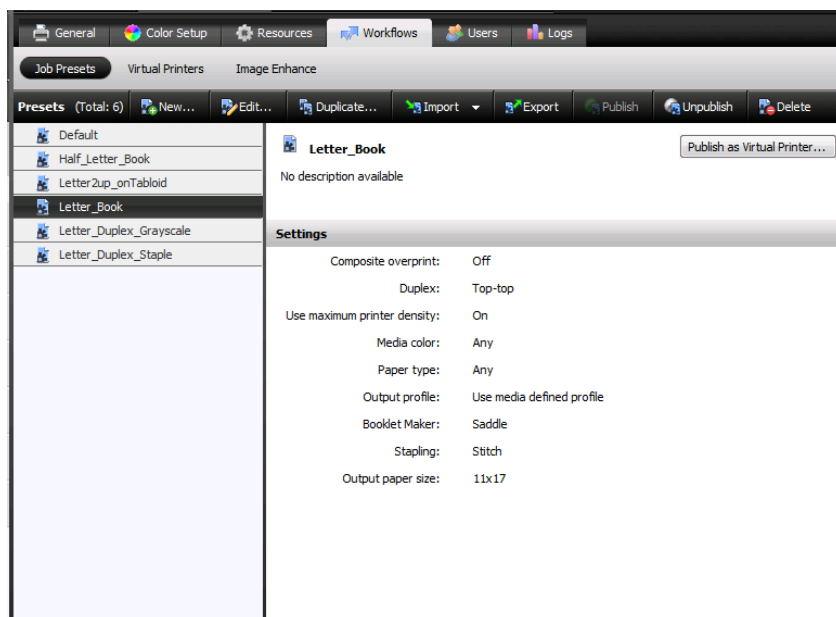 General Color Setup Resources Workflows Users Logs
Job Presets Virtual Printers Image Enhance
Presets (Total: 6) New... Edit... Duplicate... Import Export Publish Unpublish Delete
Default
Half_Letter_Book
Letter2up_onTabloid
Letter_Book
Letter_Duplex_Grayscale
Letter_Duplex_Staple
Letter_Book Publish as Virtual Printer...
No description available
Settings
Composite overprint: Off
Duplex: Top-top
Use maximum printer density: On
Media color: Any
Paper type: Any
Output profile: Use media defined profile
Booklet Maker: Saddle
Stapling: Stitch
Output paper size: 11x17